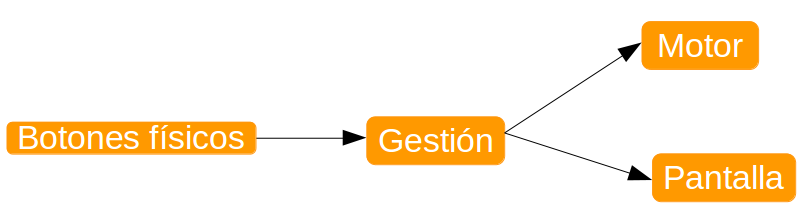 Botones físicos
Gestión
Motor
Pantalla